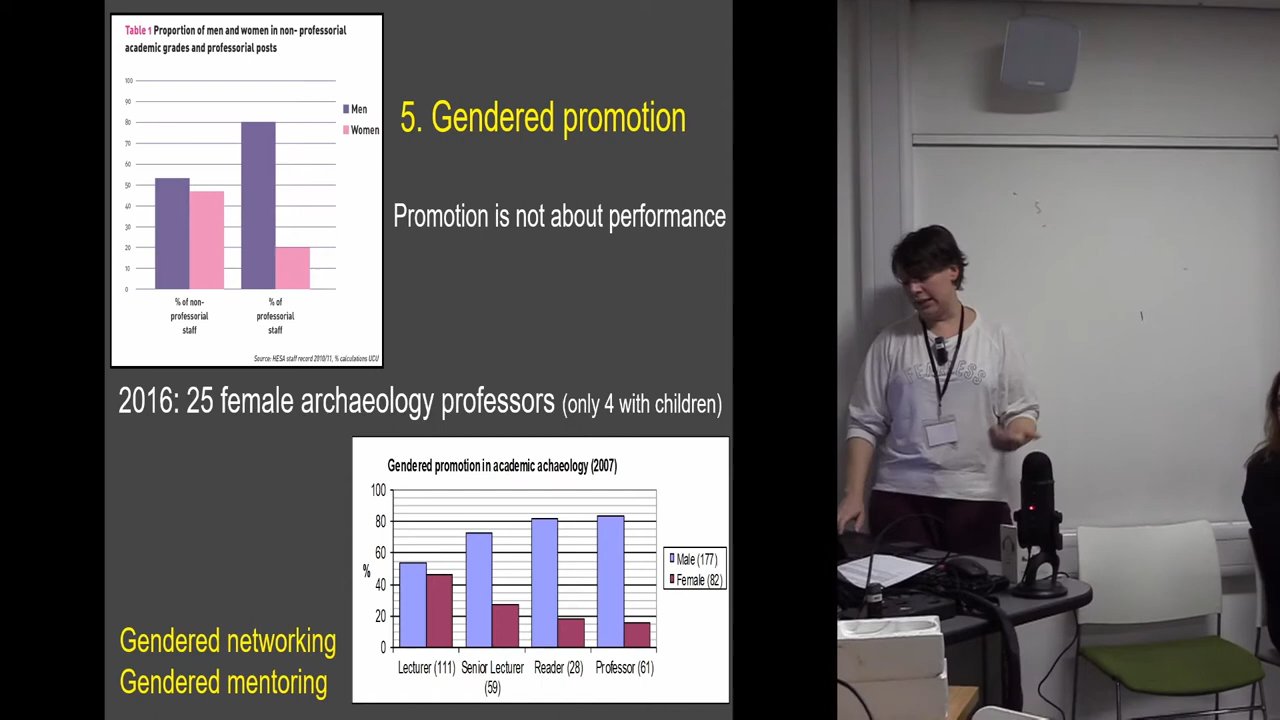 Table 1 Proportion of men and women in non- professorial
academic grades and professorial posts
100
90
80
70
60
50
40
30
20
10
0
Men
Women
% of non-
professorial
staff
% of
professorial
staff
Source: HESA staff record 2010/11, % calculations UCU
5. Gendered promotion
Promotion is not about performance
2016: 25 female archaeology professors (only 4 with children)
Gendered promotion in academic achaeology (2007)
100
80
60
40
20
0
%
Lecturer (111)
Senior Lecturer
(59)
Reader (28)
Professor (61)
Male (177)
Female (82)
Gendered networking
Gendered mentoring
FEARLESS